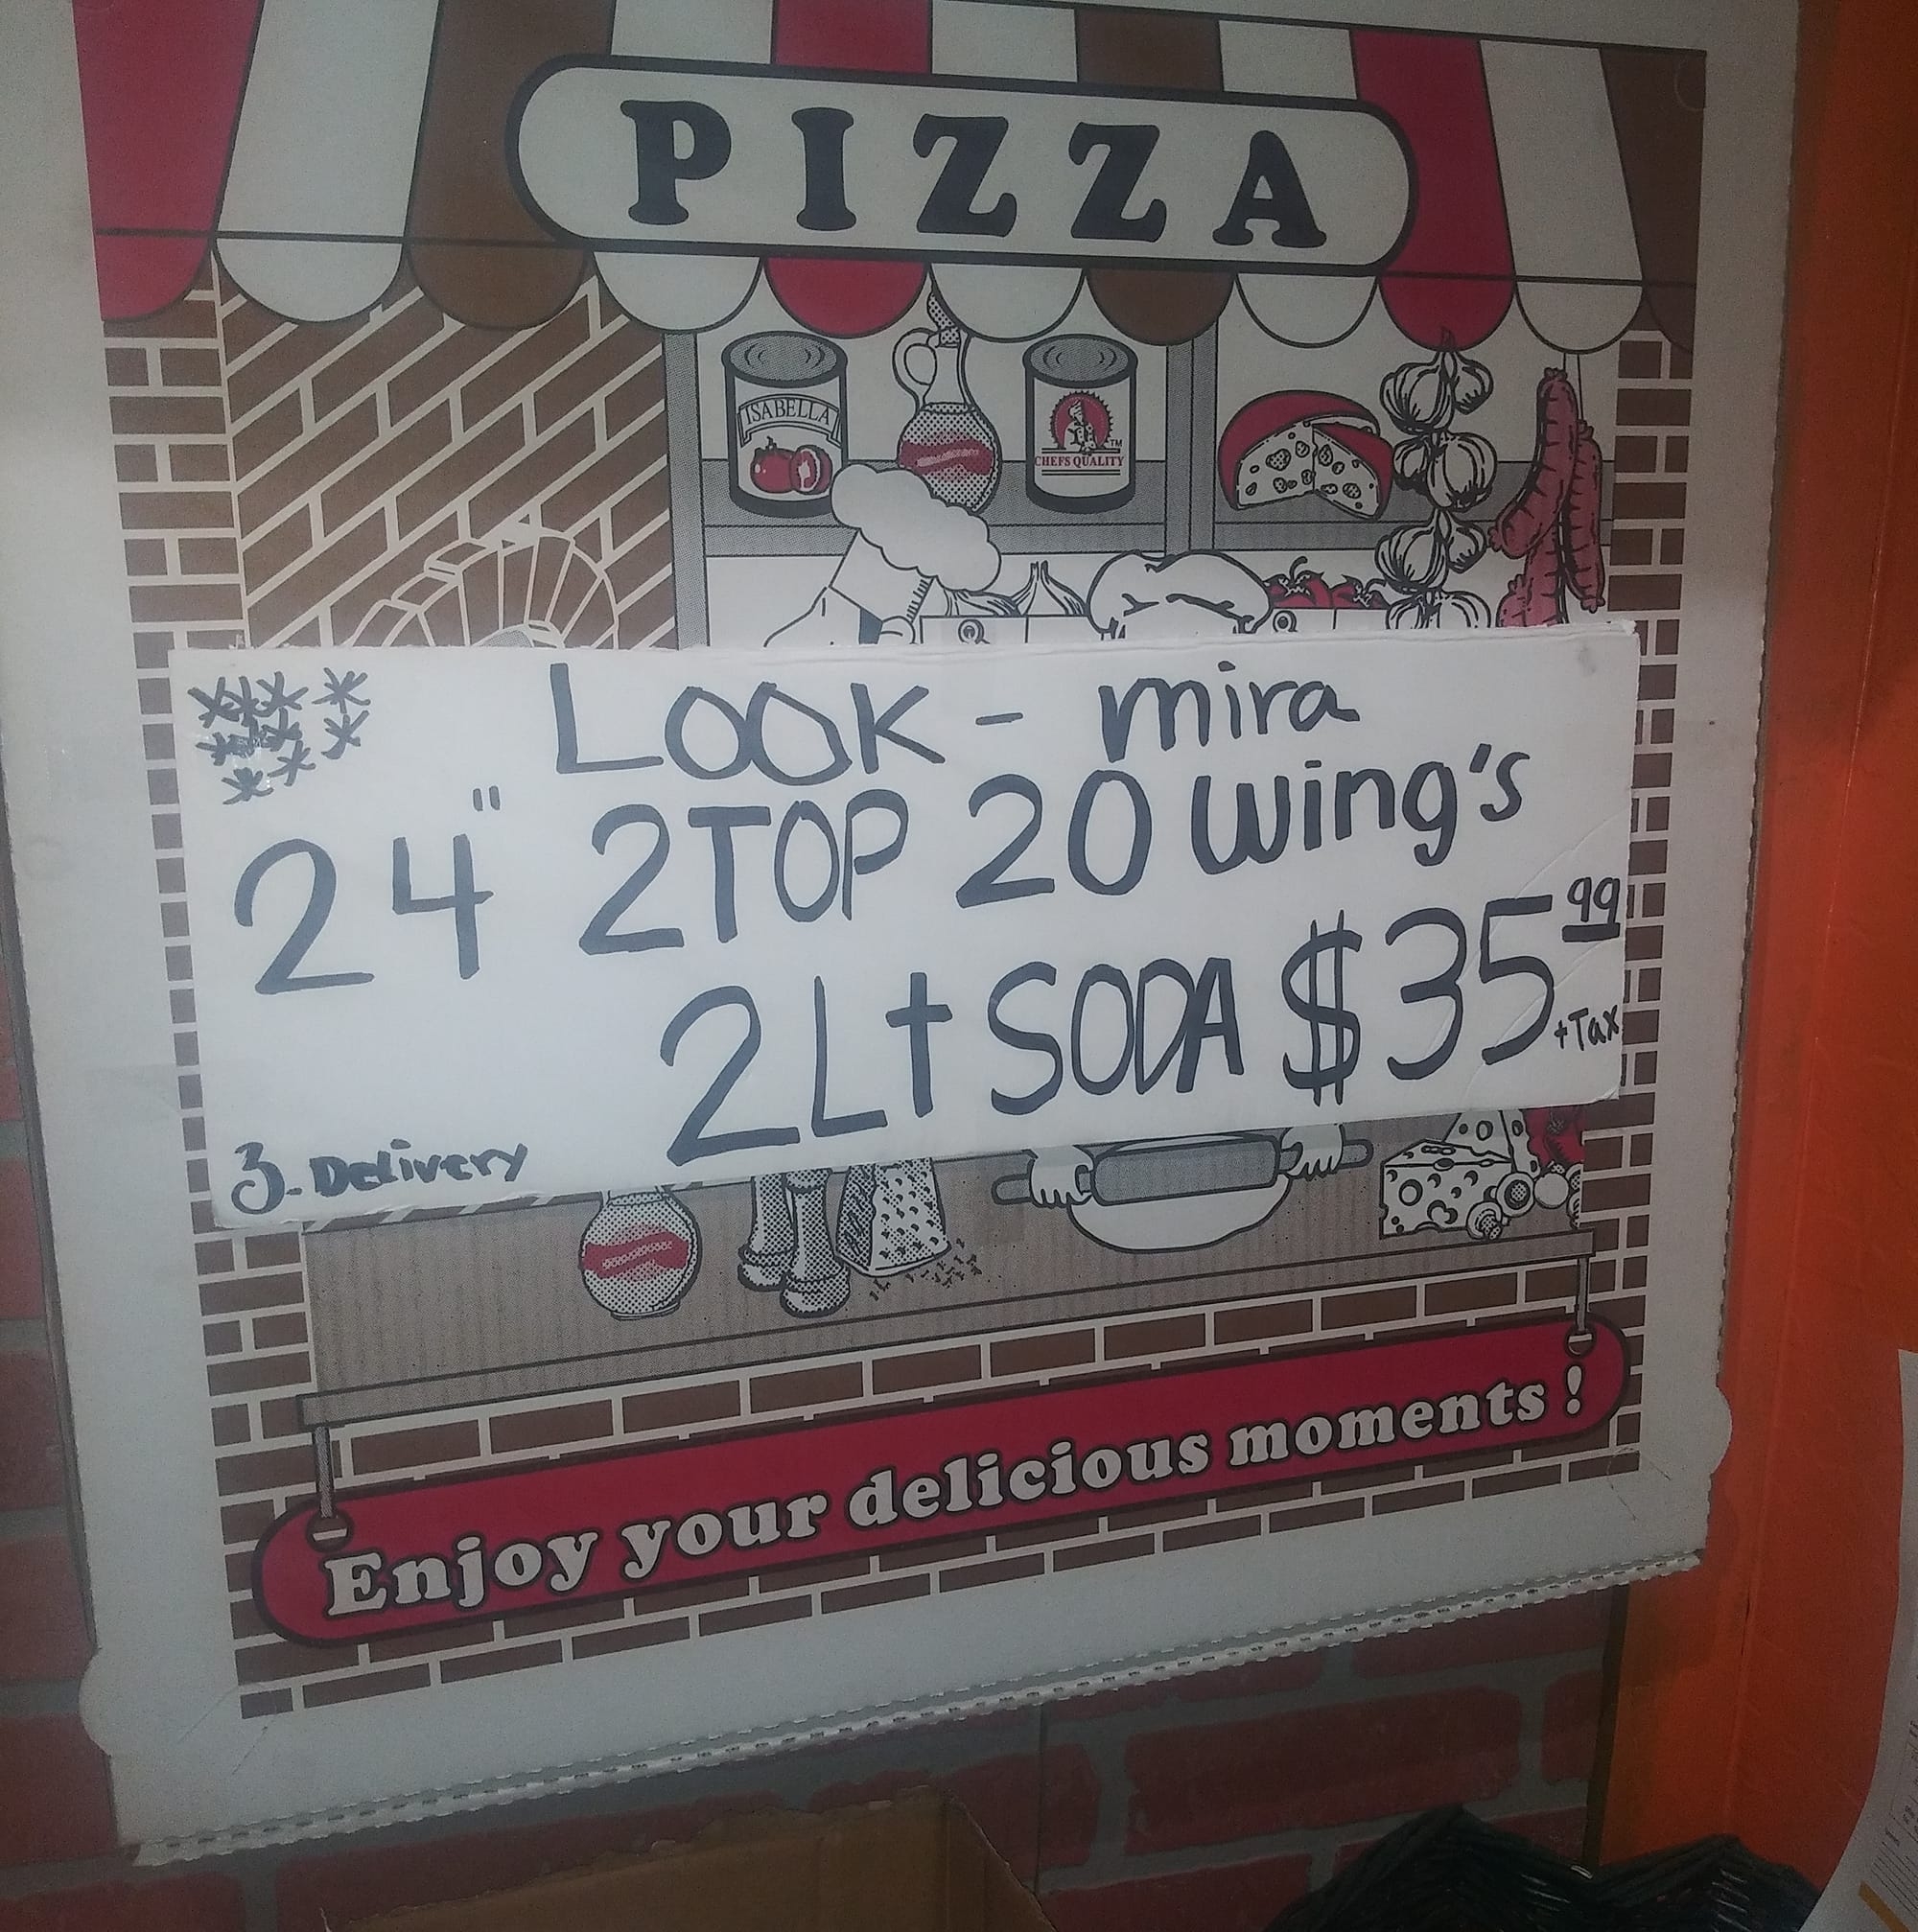 PIZZA
ISABELLA
TM
CHEFS QUALITY
LOOK - mira
24" 2TOP 20 wing's
2Lt SODA $35 99
+Tax
3. Delivery
Enjoy your delicious moments !